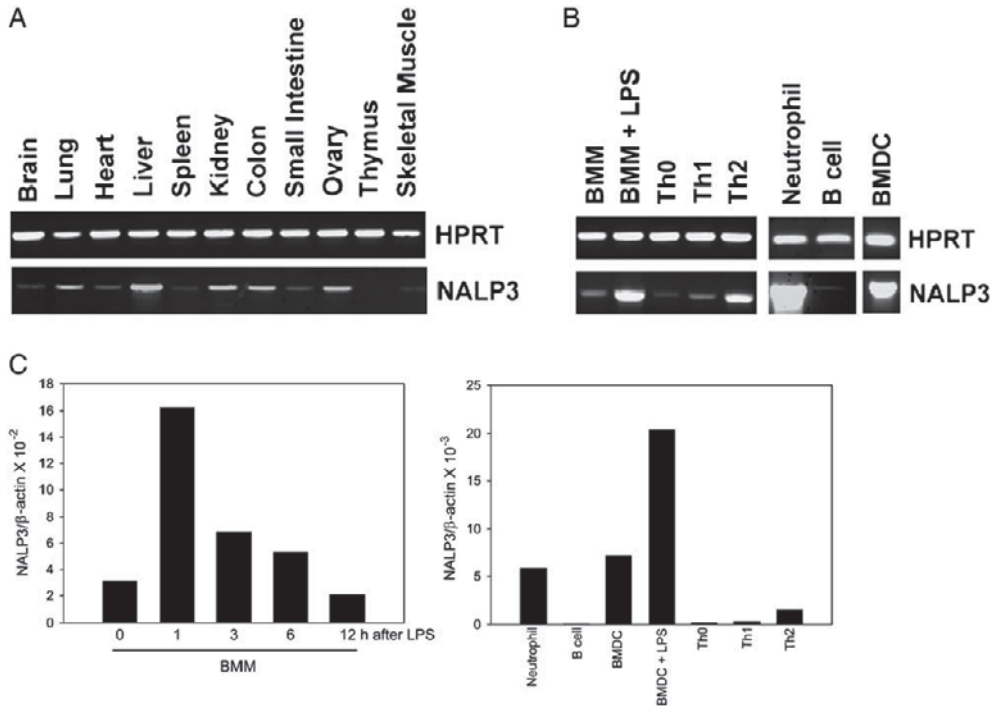 A
Brain
Lung
Heart
Liver
Spleen
Kidney
Colon
Small Intestine
Ovary
Thymus
Skeletal Muscle
HPRT
NALP3
B
BMM
BMM + LPS
Th0
Th1
Th2
Neutrophil
B cell
BMDC
HPRT
NALP3
C
NALP3/β-actin X 10-2
18
16
14
12
10
8
6
4
2
0
0 1 3 6 12 h after LPS
BMM
NALP3/β-actin X 10-3
25
20
15
10
5
0
Neutrophil
B cell
BMDC
BMDC + LPS
Th0
Th1
Th2